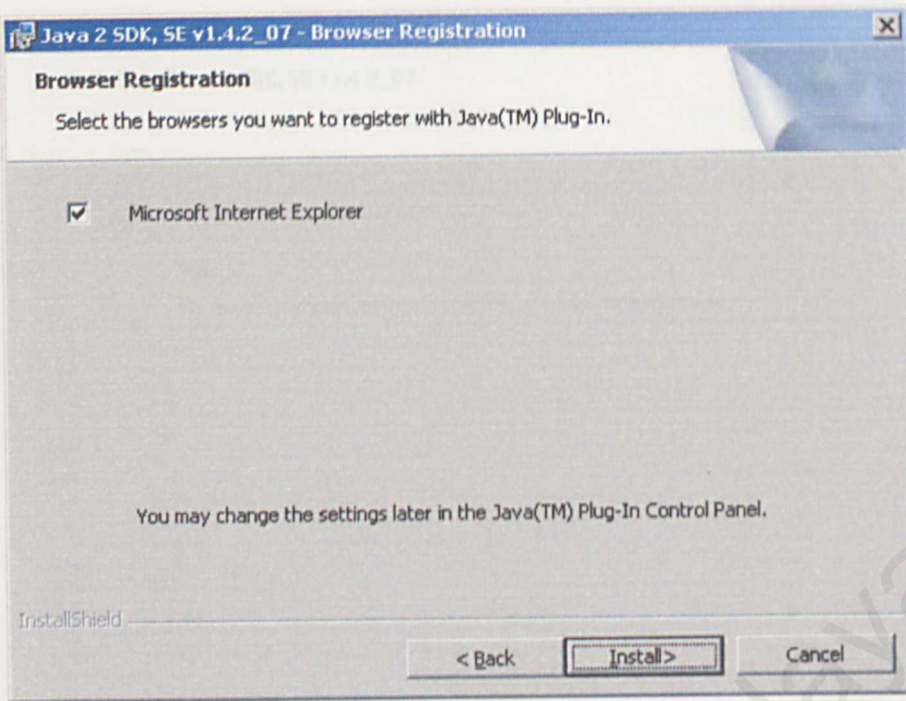 Java 2 SDK, SE v1.4.2_07 - Browser Registration
Browser Registration
Select the browsers you want to register with Java(TM) Plug-In.
Microsoft Internet Explorer
You may change the settings later in the Java(TM) Plug-In Control Panel.
InstallShield
< Back
Install>
Cancel